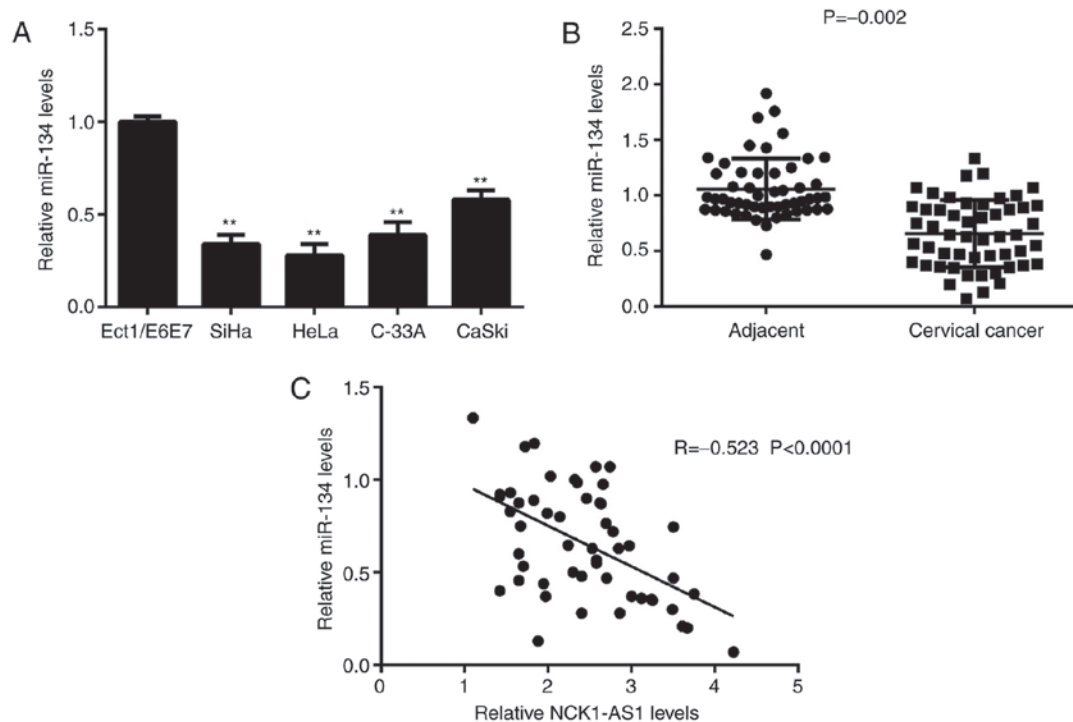 A
Relative miR-134 levels
1.5
1.0
0.5
0.0
**
**
**
**
Ect1/E6E7 SiHa HeLa C-33A CaSki
B
P=−0.002
Relative miR-134 levels
2.5
2.0
1.5
1.0
0.5
0.0
Adjacent Cervical cancer
C
Relative miR-134 levels
1.5
1.0
0.5
0.0
R=−0.523 P<0.0001
0 1 2 3 4 5
Relative NCK1-AS1 levels